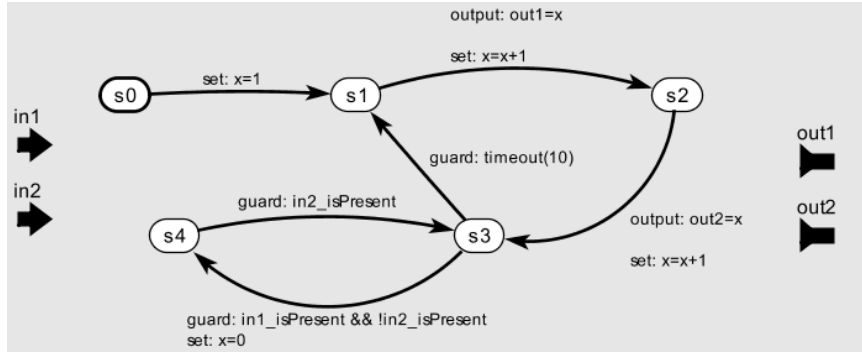 output: out1=x
set: x=1
set: x=x+1
s0
s1
s2
in1
out1
guard: timeout(10)
in2
guard: in2_isPresent
out2
s4
s3
output: out2=x
set: x=x+1
guard: in1_isPresent && !in2_isPresent
set: x=0